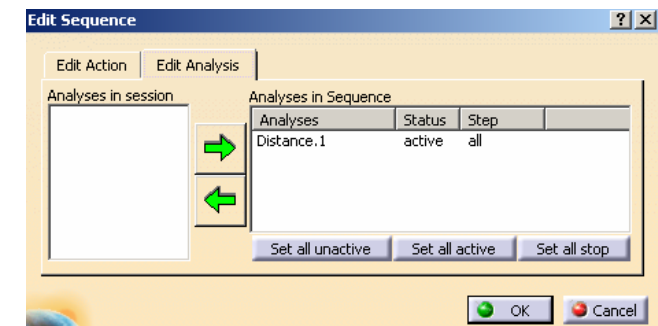 Edit Sequence
Edit Action Edit Analysis
Analyses in session
Analyses in Sequence
Analyses Status Step
Distance.1 active all
Set all unactive Set all active Set all stop
OK Cancel